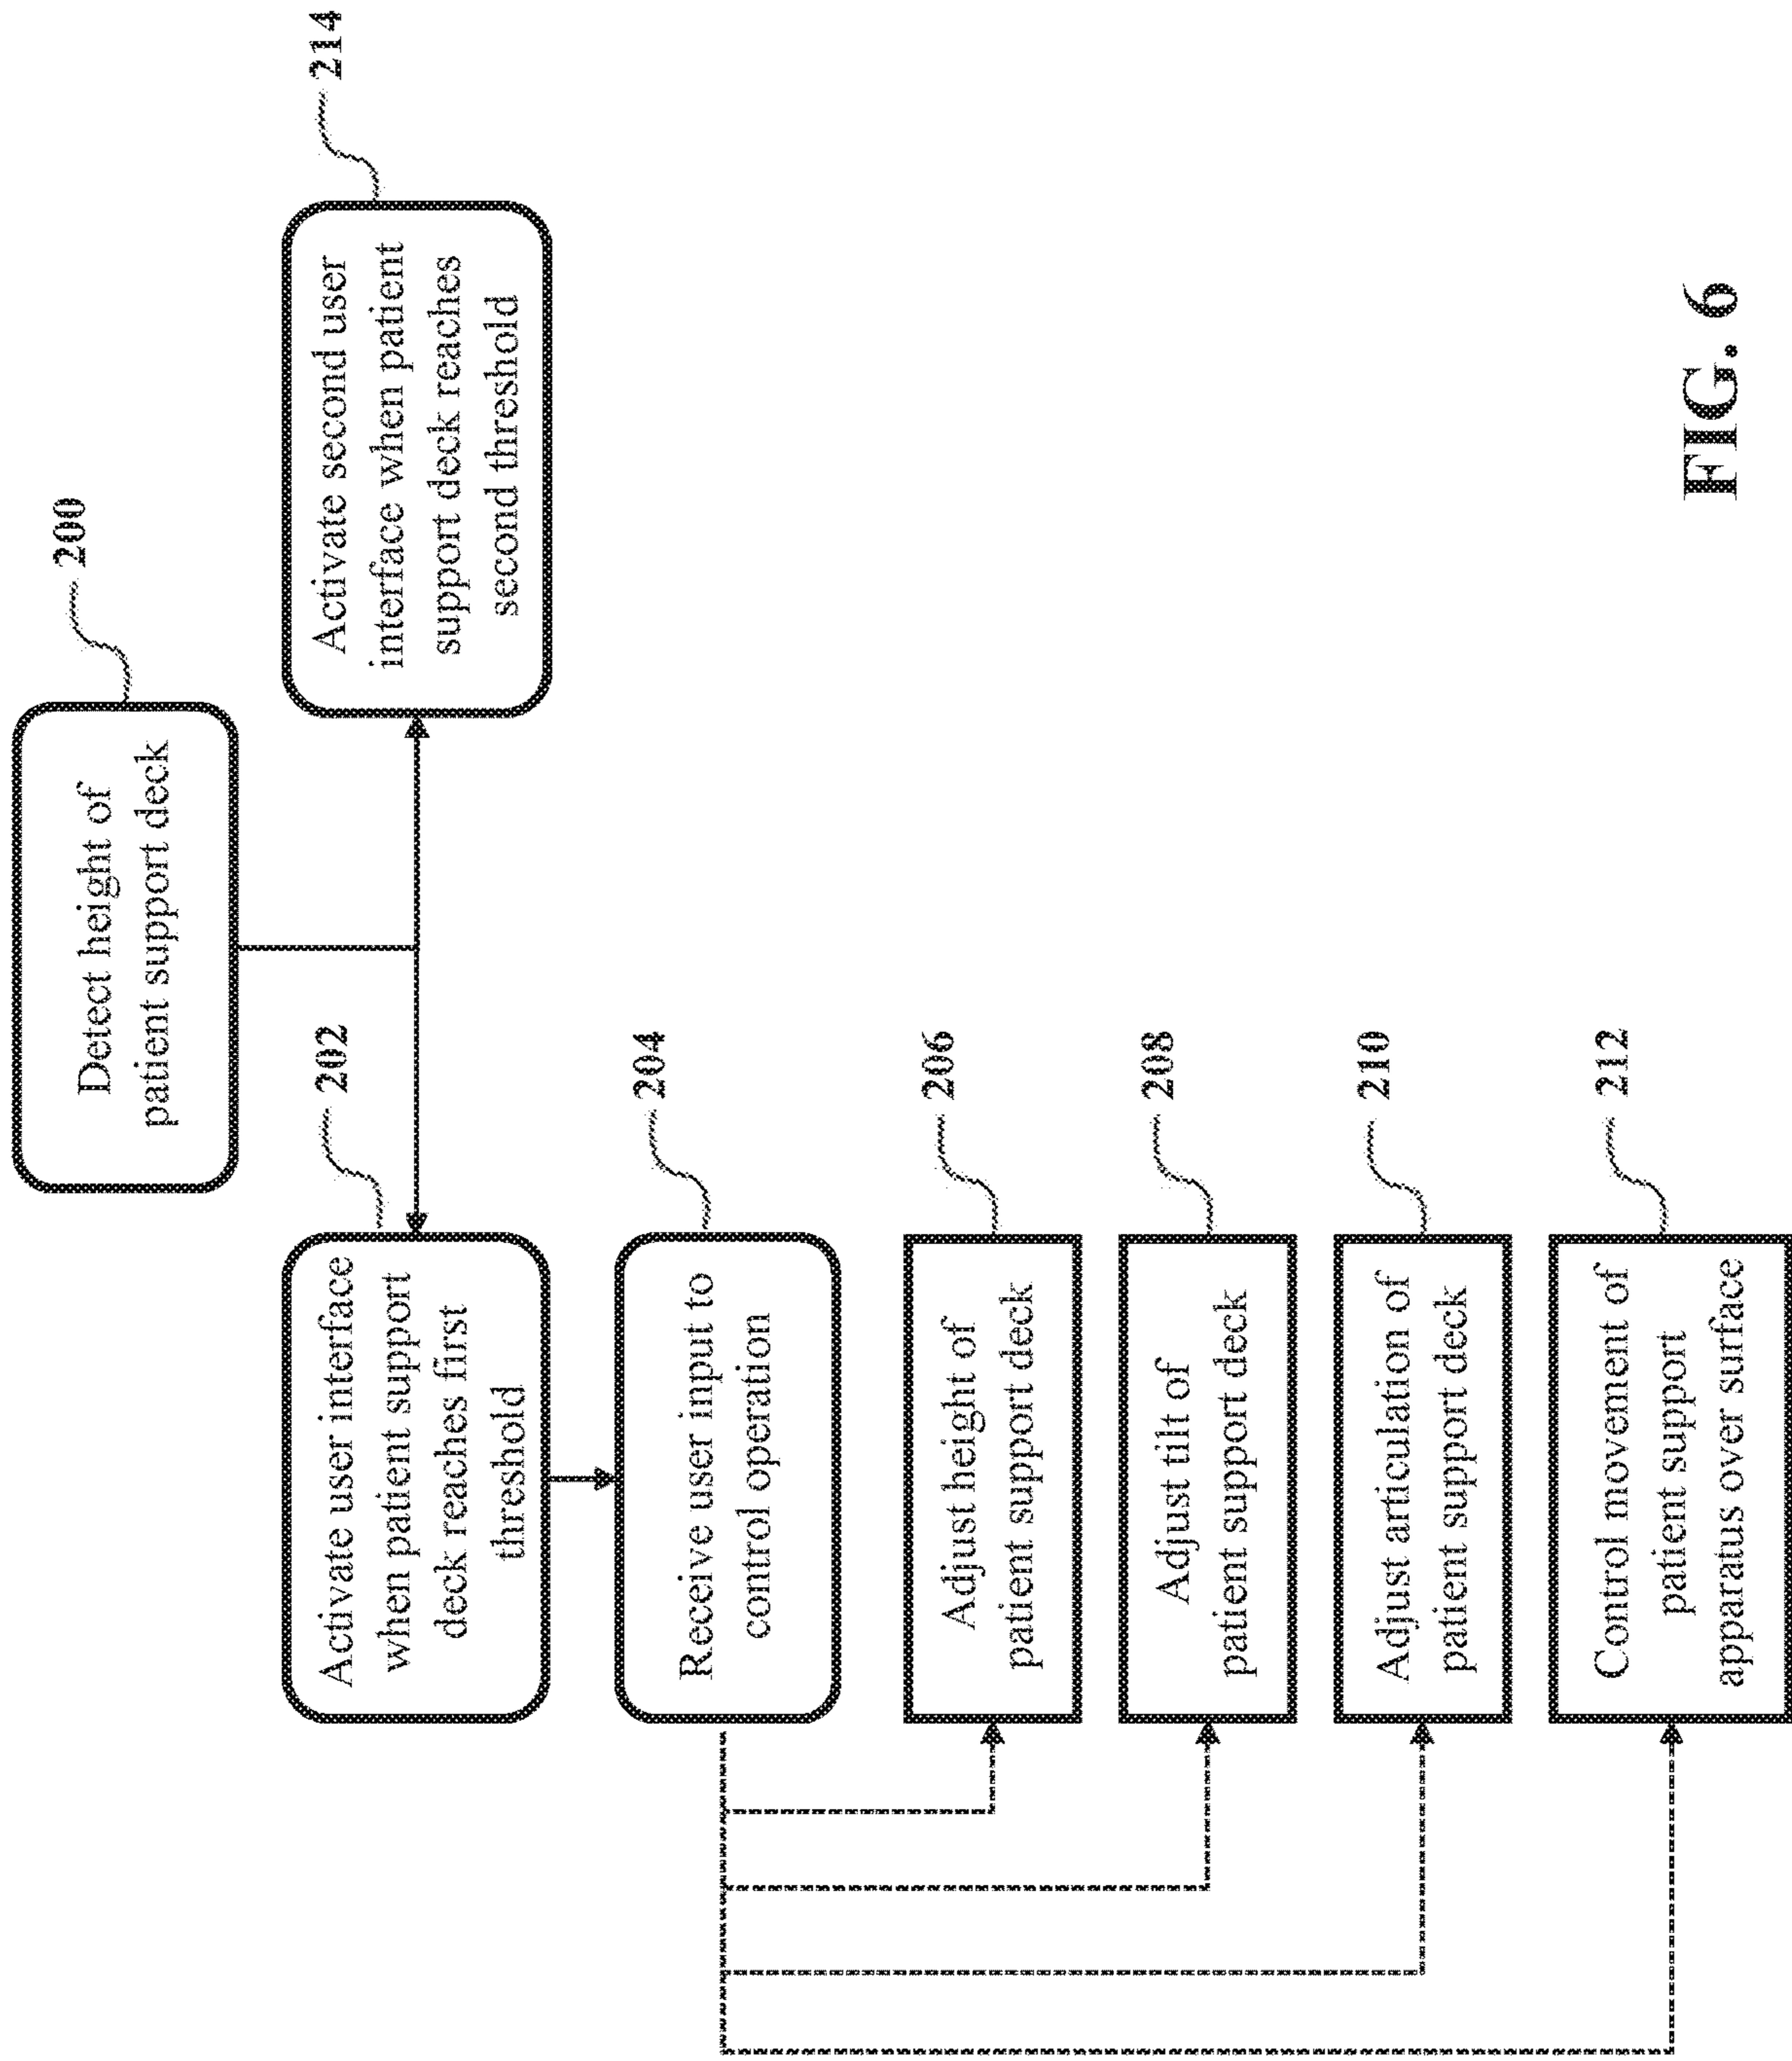 Detect height of
patient support deck
200
Activate user interface
when patient support
deck reaches first
threshold
202
Activate second user
interface when patient
support deck reaches
second threshold
214
Receive user input to
control operation
204
Adjust height of
patient support deck
206
Adjust tilt of
patient support deck
208
Adjust articulation of
patient support deck
210
Control movement of
patient support
apparatus over surface
212
FIG. 6